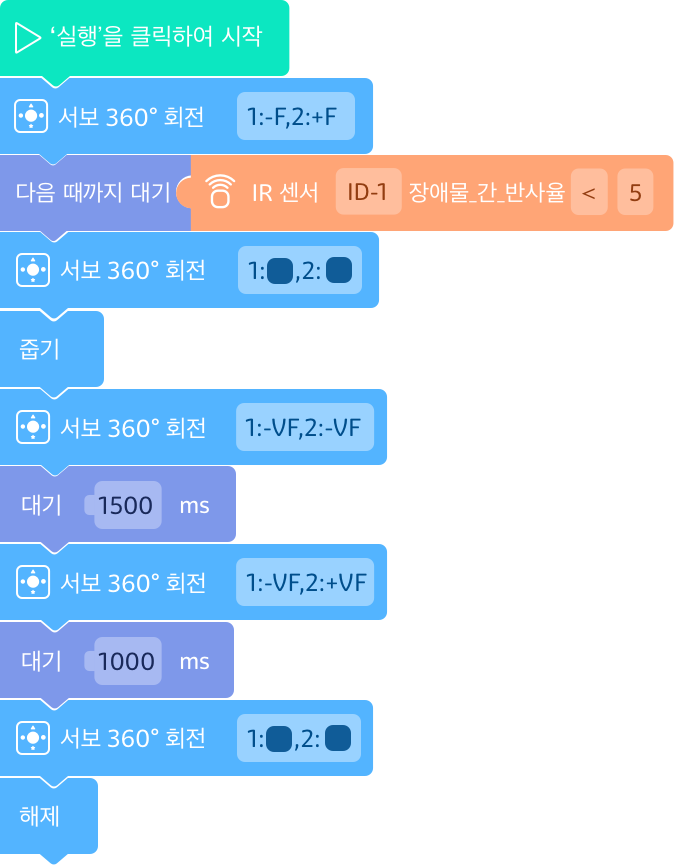 ‘실행’을 클릭하여 시작
서보 360° 회전 1:-F,2:+F
다음 때까지 대기 IR 센서 ID-1 장애물_간_반사율 < 5
서보 360° 회전 1: ,2:
줍기
서보 360° 회전 1:-VF,2:-VF
대기 1500 ms
서보 360° 회전 1:-VF,2:+VF
대기 1000 ms
서보 360° 회전 1: ,2:
해제